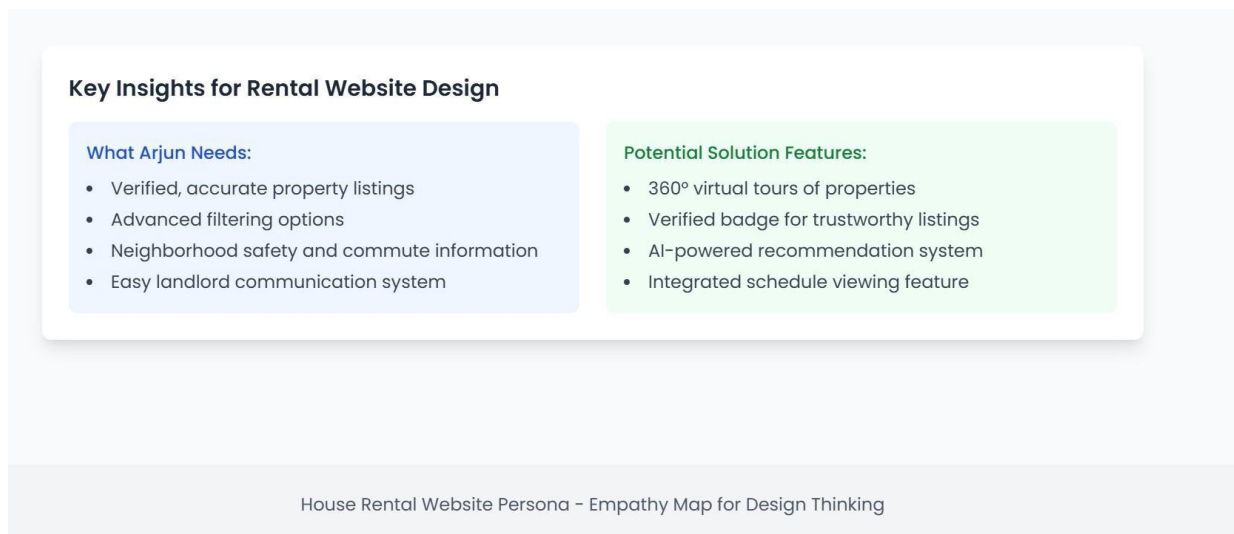 Key Insights for Rental Website Design
What Arjun Needs:
• Verified, accurate property listings
• Advanced filtering options
• Neighborhood safety and commute information
• Easy landlord communication system
Potential Solution Features:
• 360° virtual tours of properties
• Verified badge for trustworthy listings
• AI-powered recommendation system
• Integrated schedule viewing feature
House Rental Website Persona - Empathy Map for Design Thinking